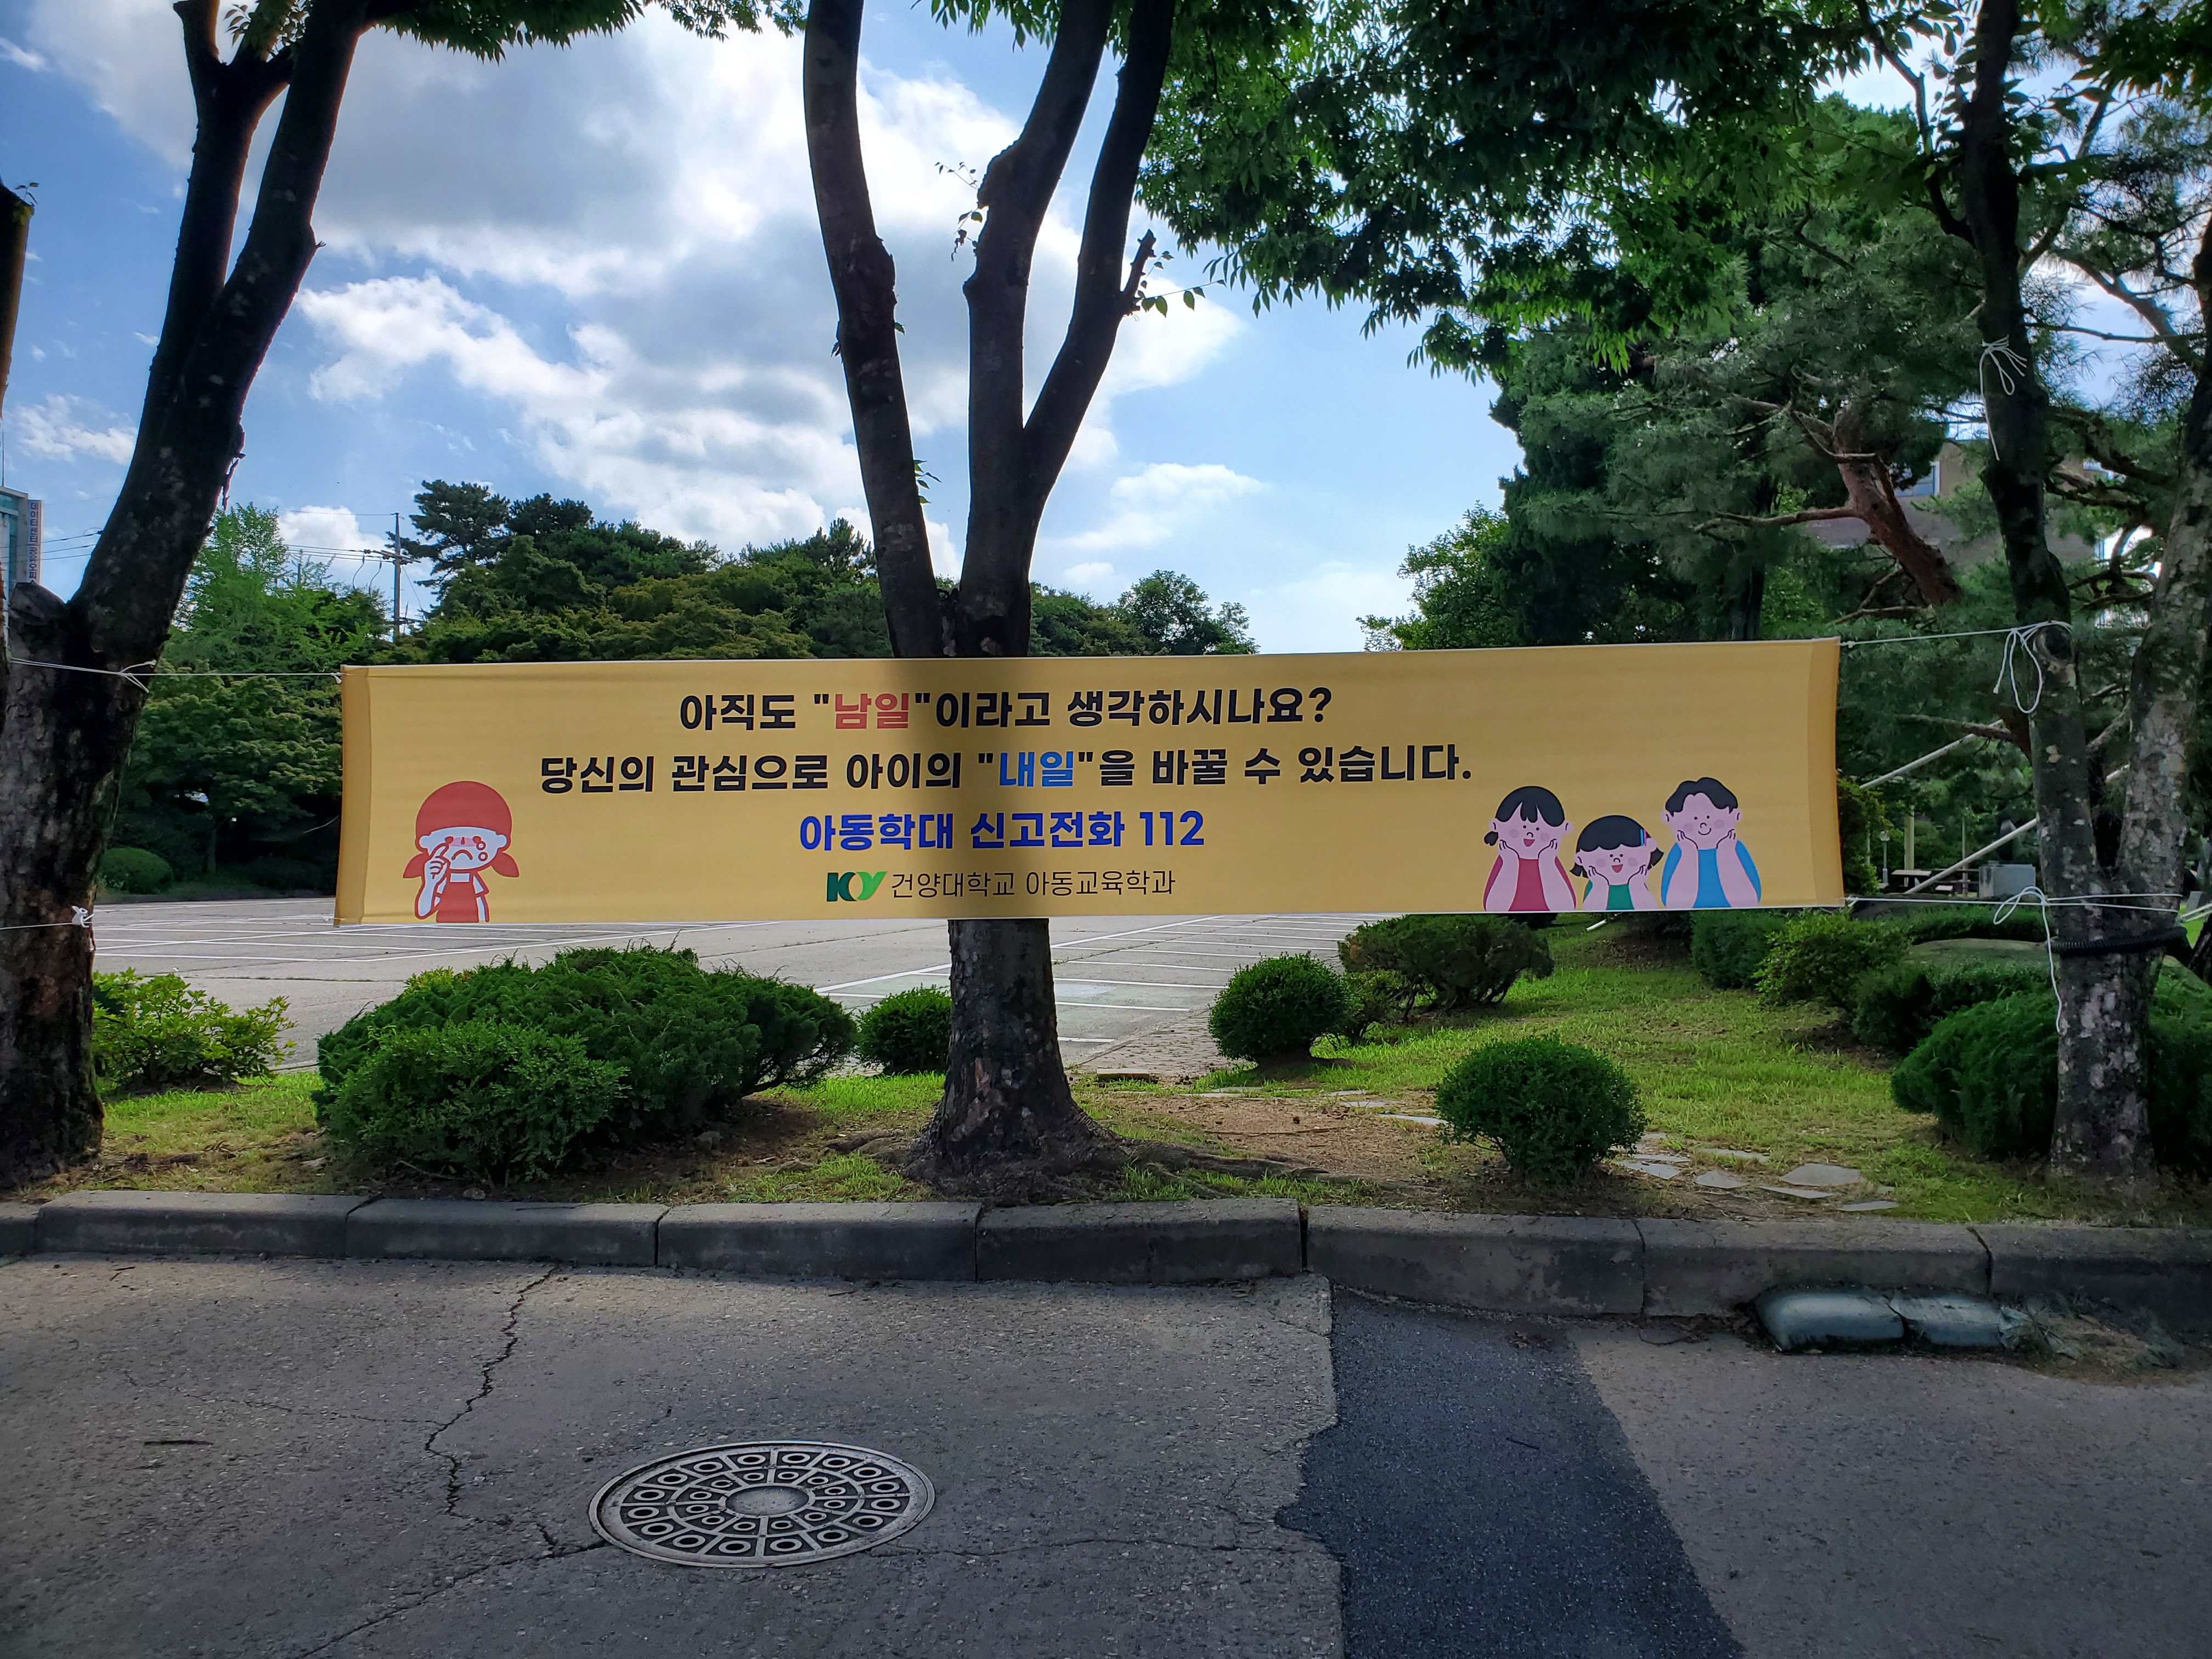 아직도 "남일"이라고 생각하시나요?
당신의 관심으로 아이의 "내일"을 바꿀 수 있습니다.
아동학대 신고전화 112
KY 건양대학교 아동교육학과